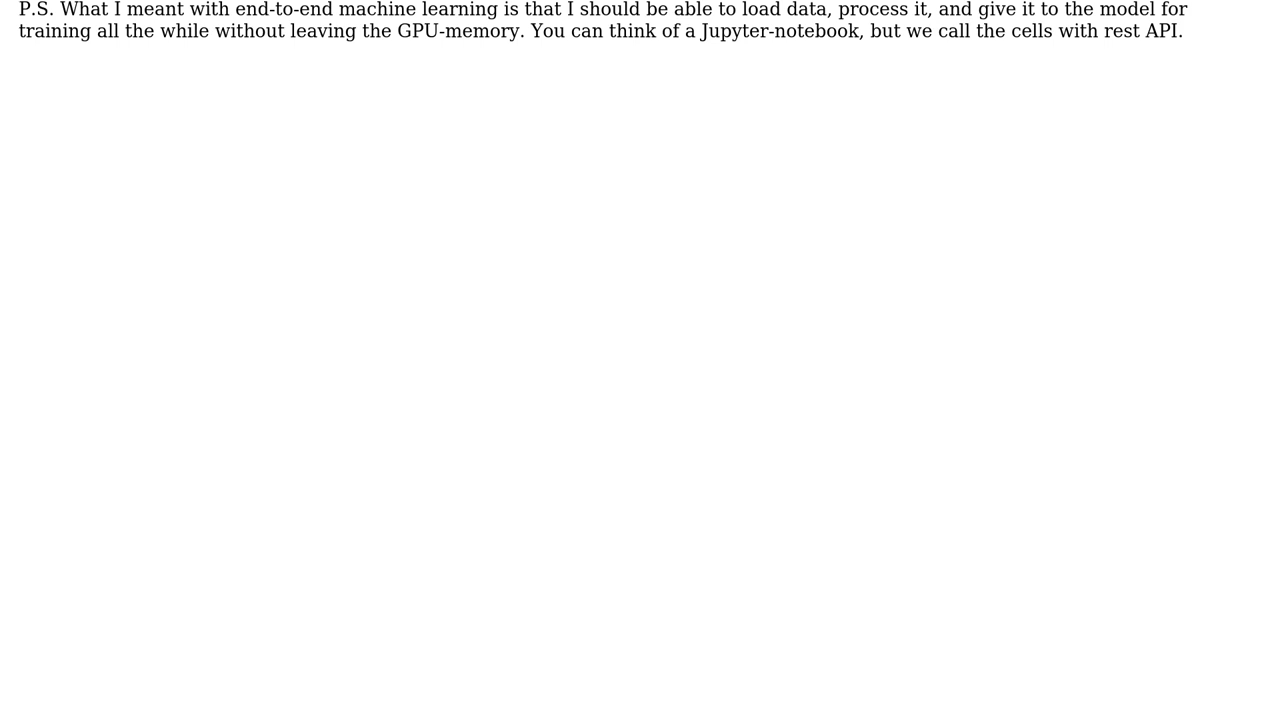 P.S. What I meant with end-to-end machine learning is that I should be able to load data, process it, and give it to the model for
training all the while without leaving the GPU-memory. You can think of a Jupyter-notebook, but we call the cells with rest API.